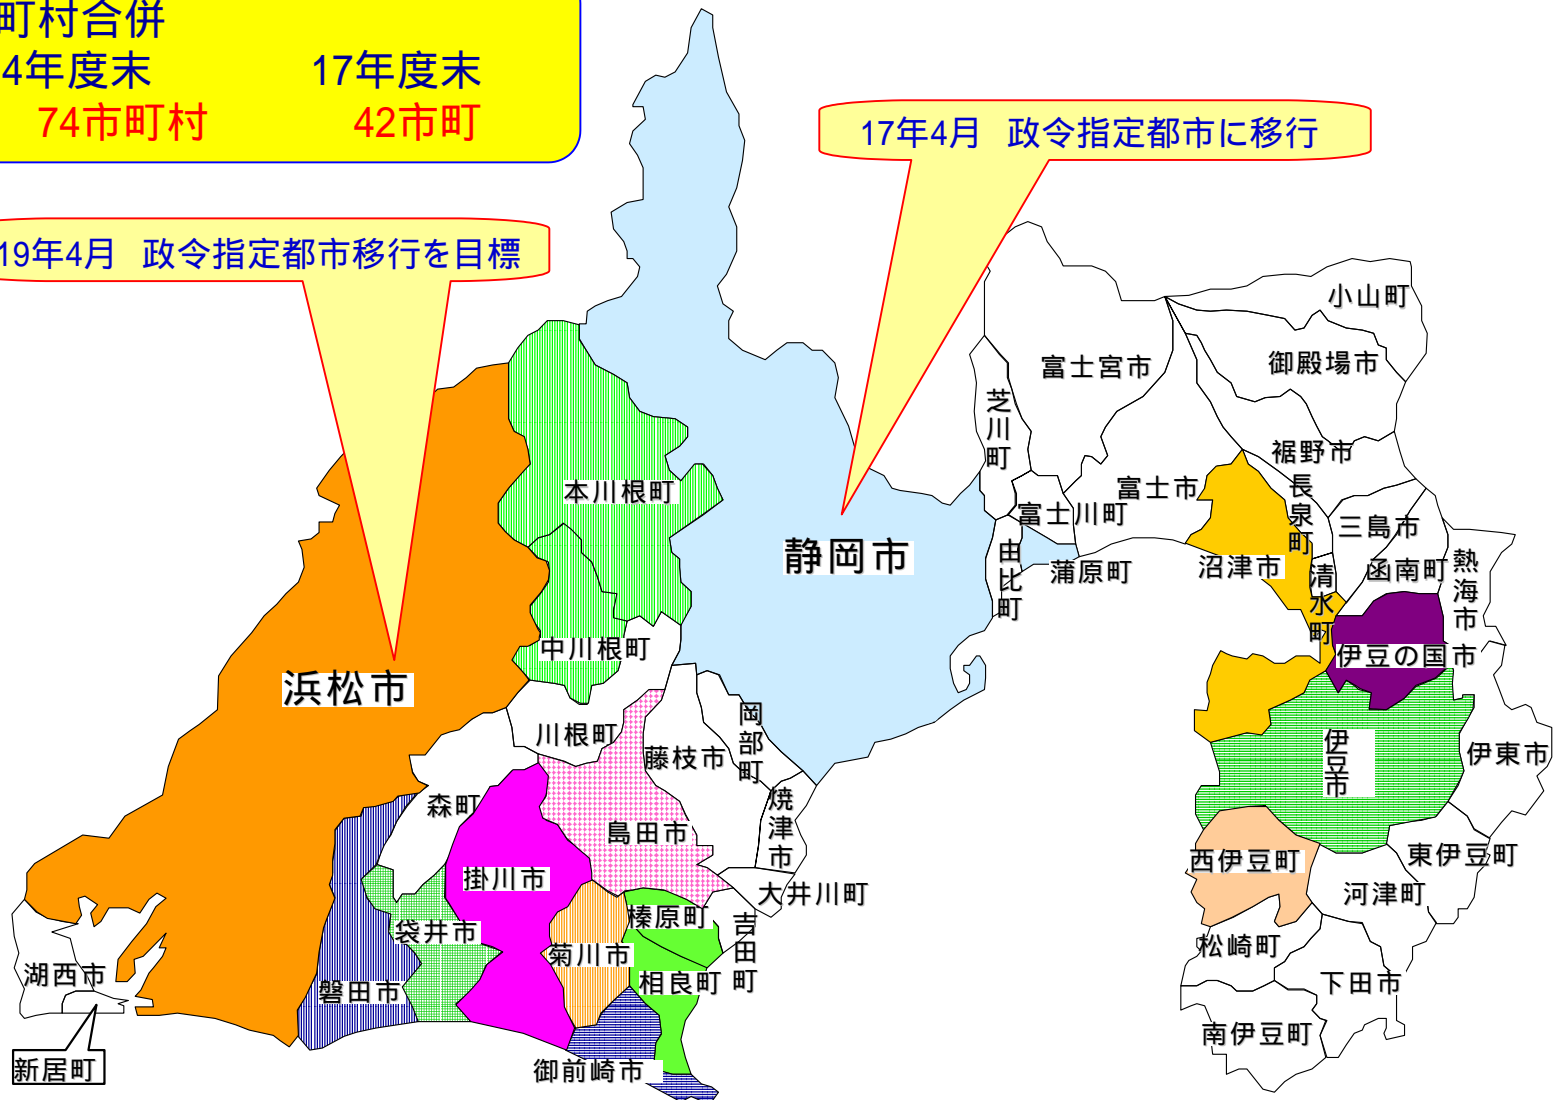 町村合併
4年度末 17年度末
74市町村 42市町
17年4月 政令指定都市に移行
19年4月 政令指定都市移行を目標
小山町
御殿場市
富士宮市
芝川町
裾野市
長泉町
富士市
本川根町
富士川町
三島市
静岡市
由比町
蒲原町
沼津市
清水町
函南町
熱海市
中川根町
伊豆の国市
浜松市
川根町
岡部町
藤枝市
伊豆市
伊東市
森町
焼津市
島田市
西伊豆町
東伊豆町
掛川市
大井川町
河津町
榛原町
吉田町
袋井市
菊川市
松崎町
湖西市
磐田市
相良町
下田市
南伊豆町
新居町
御前崎市